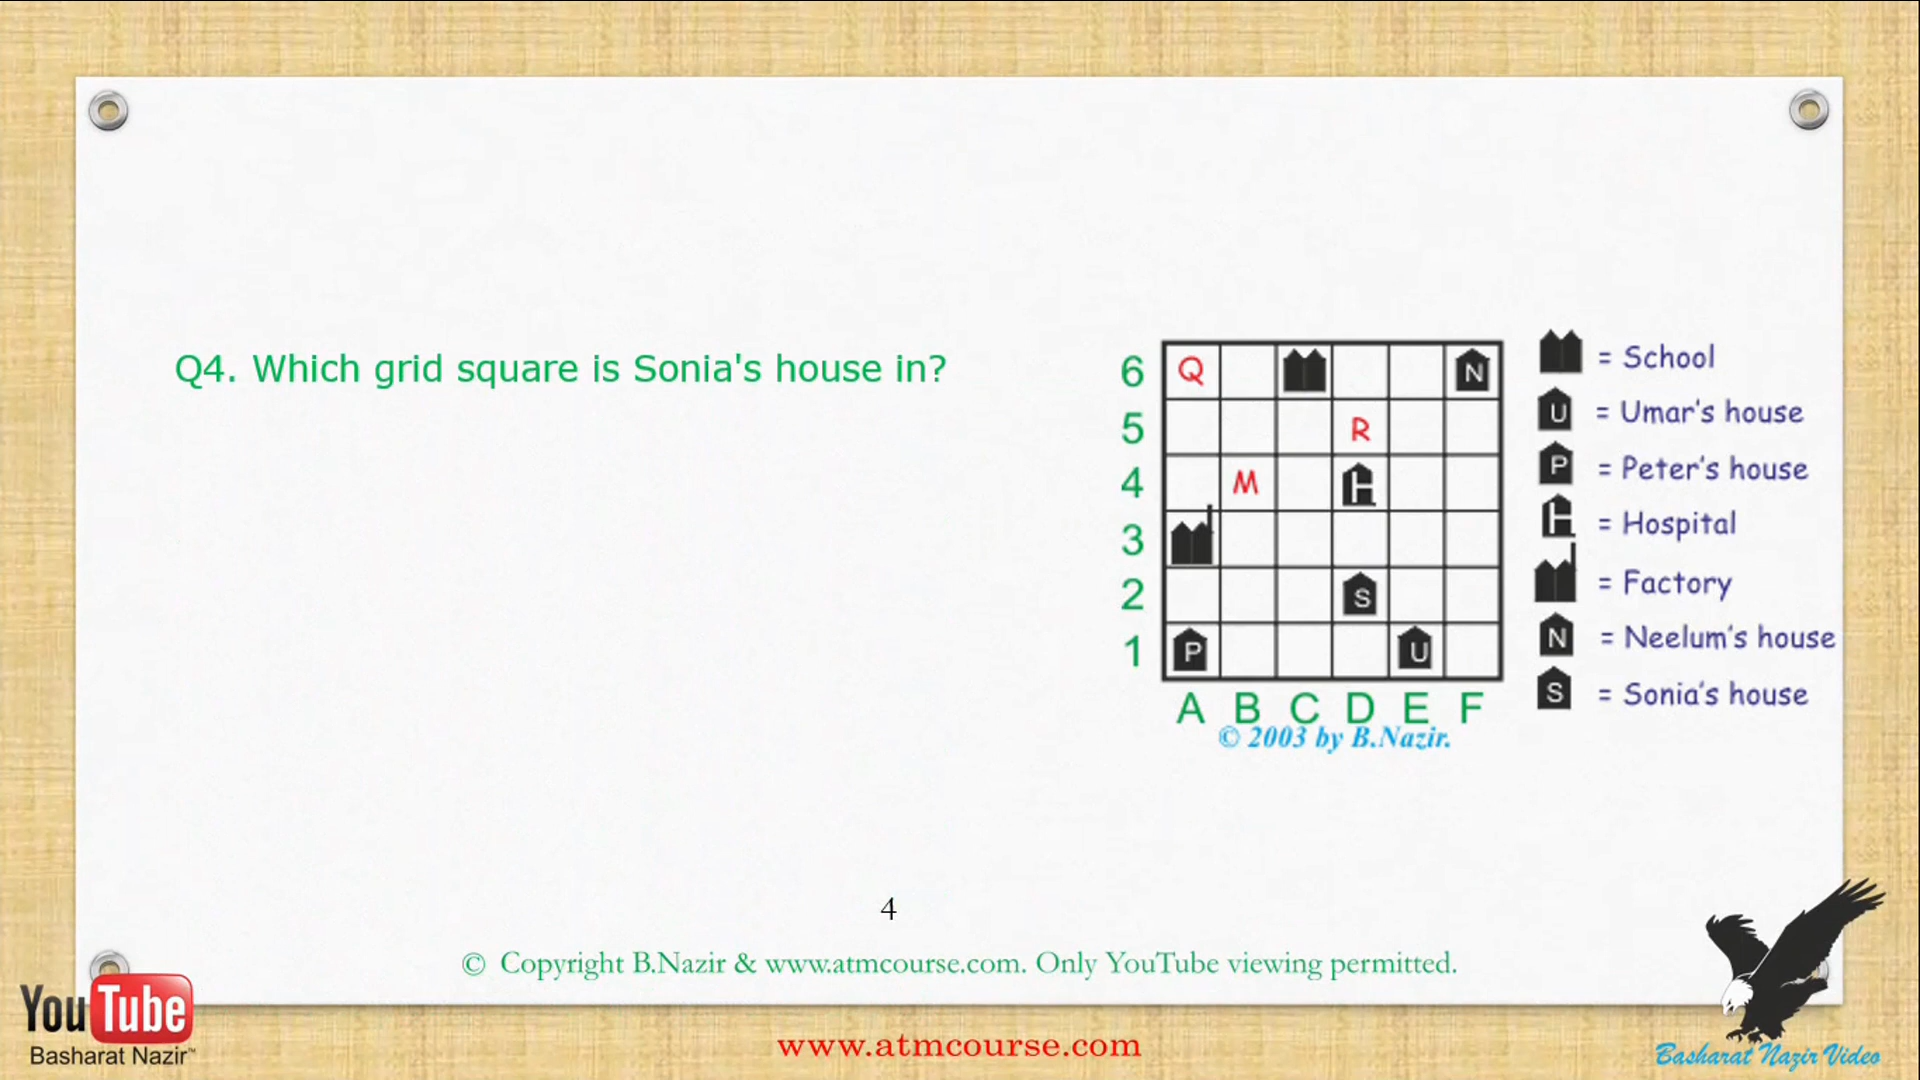 Q4. Which grid square is Sonia's house in?
6 Q N
5 R
4 M H
3
2 S
1 P U
A B C D E F
© 2003 by B.Nazir.
= School
U = Umar's house
P = Peter's house
H = Hospital
= Factory
N = Neelum's house
S = Sonia's house
4
© Copyright B.Nazir & www.atmcourse.com. Only YouTube viewing permitted.
YouTube
Basharat Nazir™
www.atmcourse.com
Basharat Nazir Video